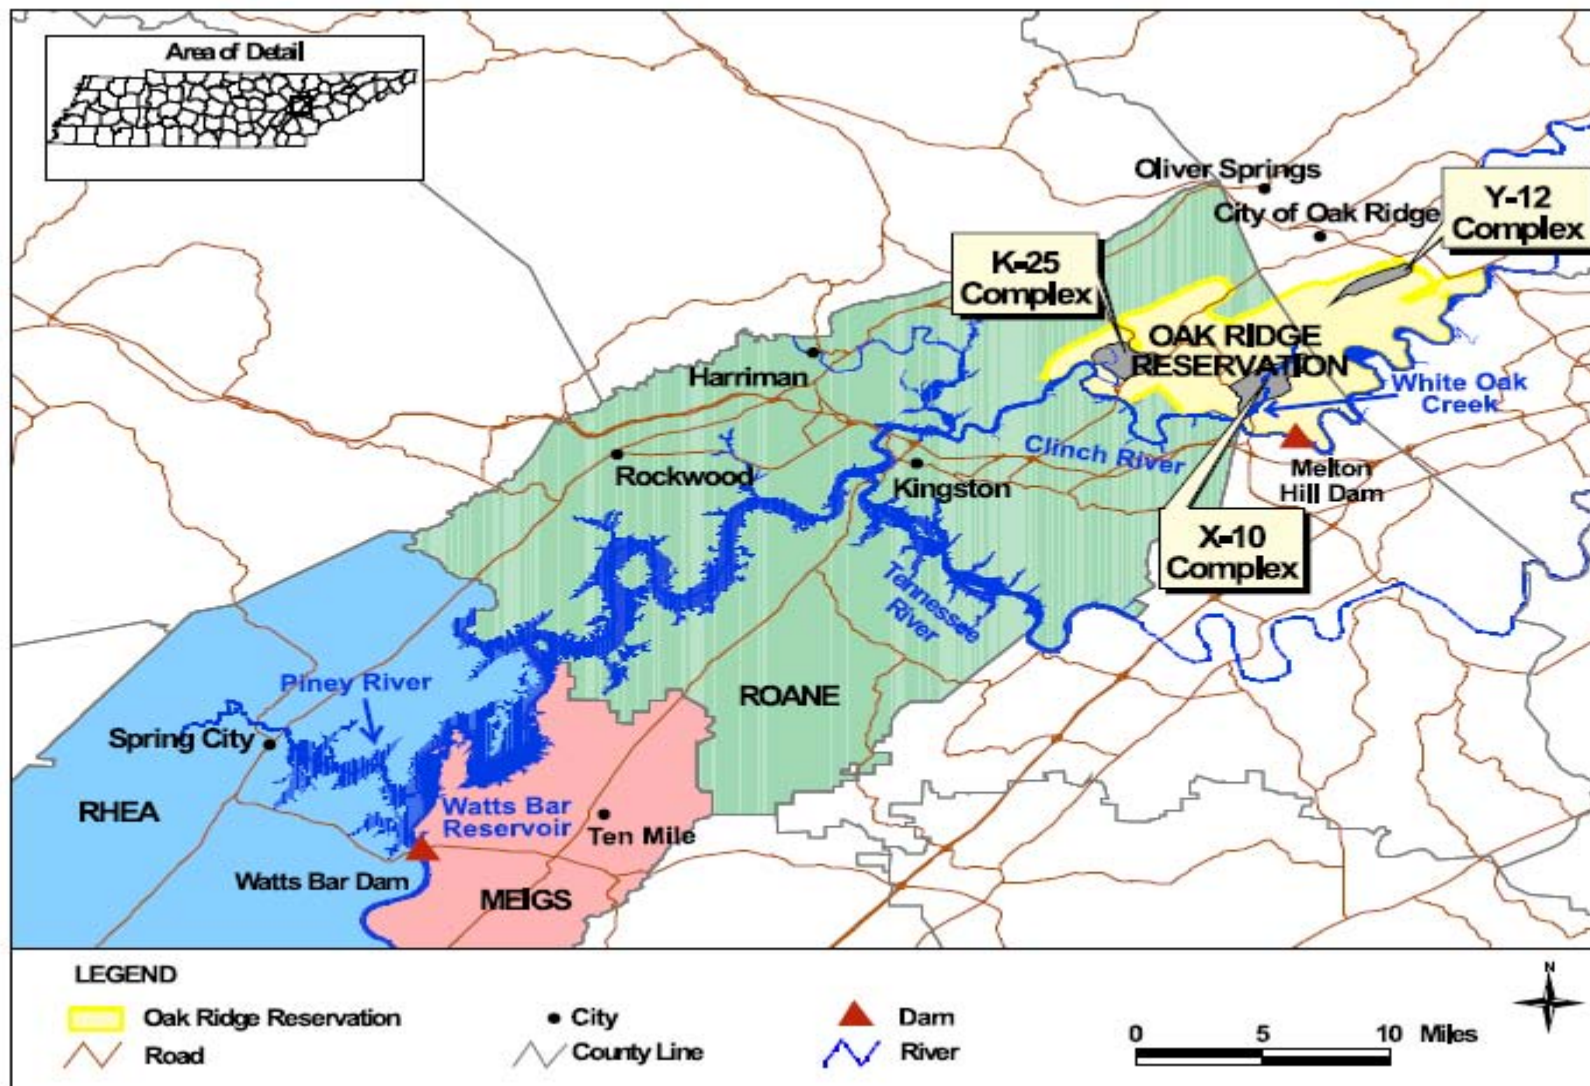 Area of Detail
Oliver Springs
City of Oak Ridge
Y-12
Complex
K-25
Complex
OAK RIDGE
RESERVATION
Harriman
White Oak
Creek
Clinch River
Rockwood
Kingston
Melton
Hill Dam
X-10
Complex
Tennessee
River
Piney River
ROANE
Spring City
RHEA
Watts Bar
Reservoir
Ten Mile
Watts Bar Dam
MEIGS
LEGEND
Oak Ridge Reservation
City
Dam
Road
County Line
River
N
0 5 10 Miles